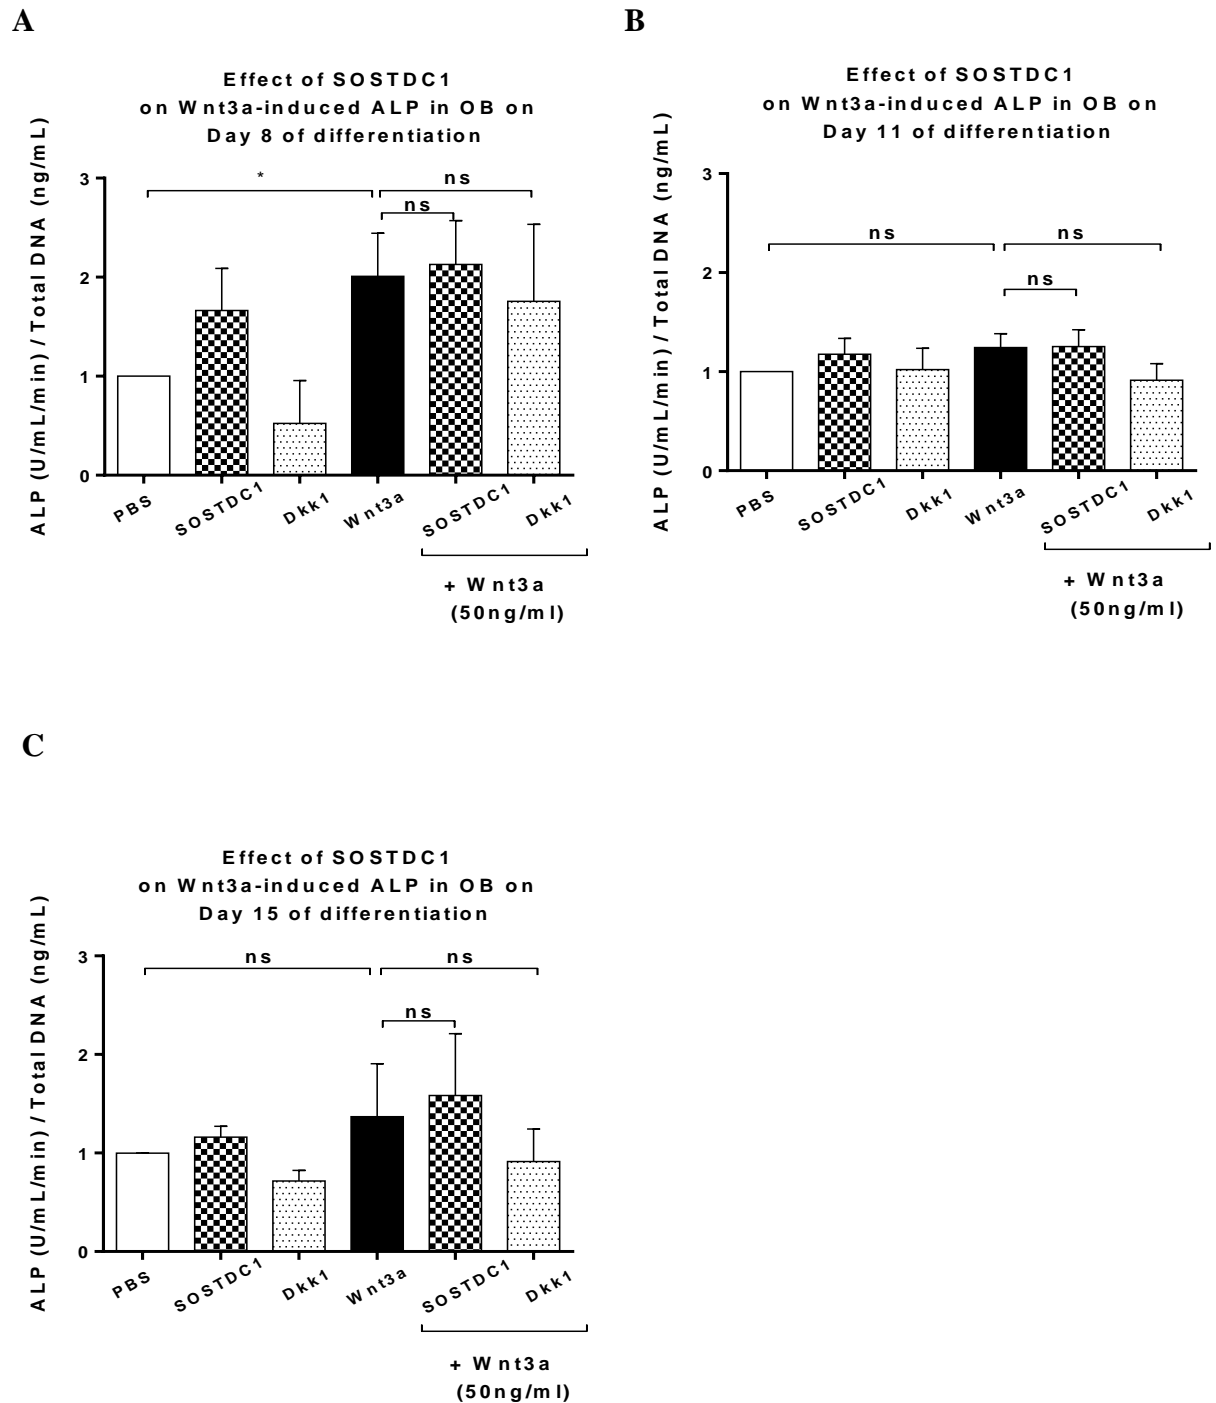 A
Effect of SOSTDC1
on Wnt3a-induced ALP in OB on
Day 8 of differentiation
ALP (U/mL/min) / Total DNA (ng/mL)
3
2
1
0
*
ns
ns
PBS
SOSTDC1
Dkk1
Wnt3a
SOSTDC1
Dkk1
+ Wnt3a
(50ng/ml)
B
Effect of SOSTDC1
on Wnt3a-induced ALP in OB on
Day 11 of differentiation
ALP (U/mL/min) / Total DNA (ng/mL)
3
2
1
0
ns
ns
ns
PBS
SOSTDC1
Dkk1
Wnt3a
SOSTDC1
Dkk1
+ Wnt3a
(50ng/ml)
C
Effect of SOSTDC1
on Wnt3a-induced ALP in OB on
Day 15 of differentiation
ALP (U/mL/min) / Total DNA (ng/mL)
3
2
1
0
ns
ns
ns
PBS
SOSTDC1
Dkk1
Wnt3a
SOSTDC1
Dkk1
+ Wnt3a
(50ng/ml)